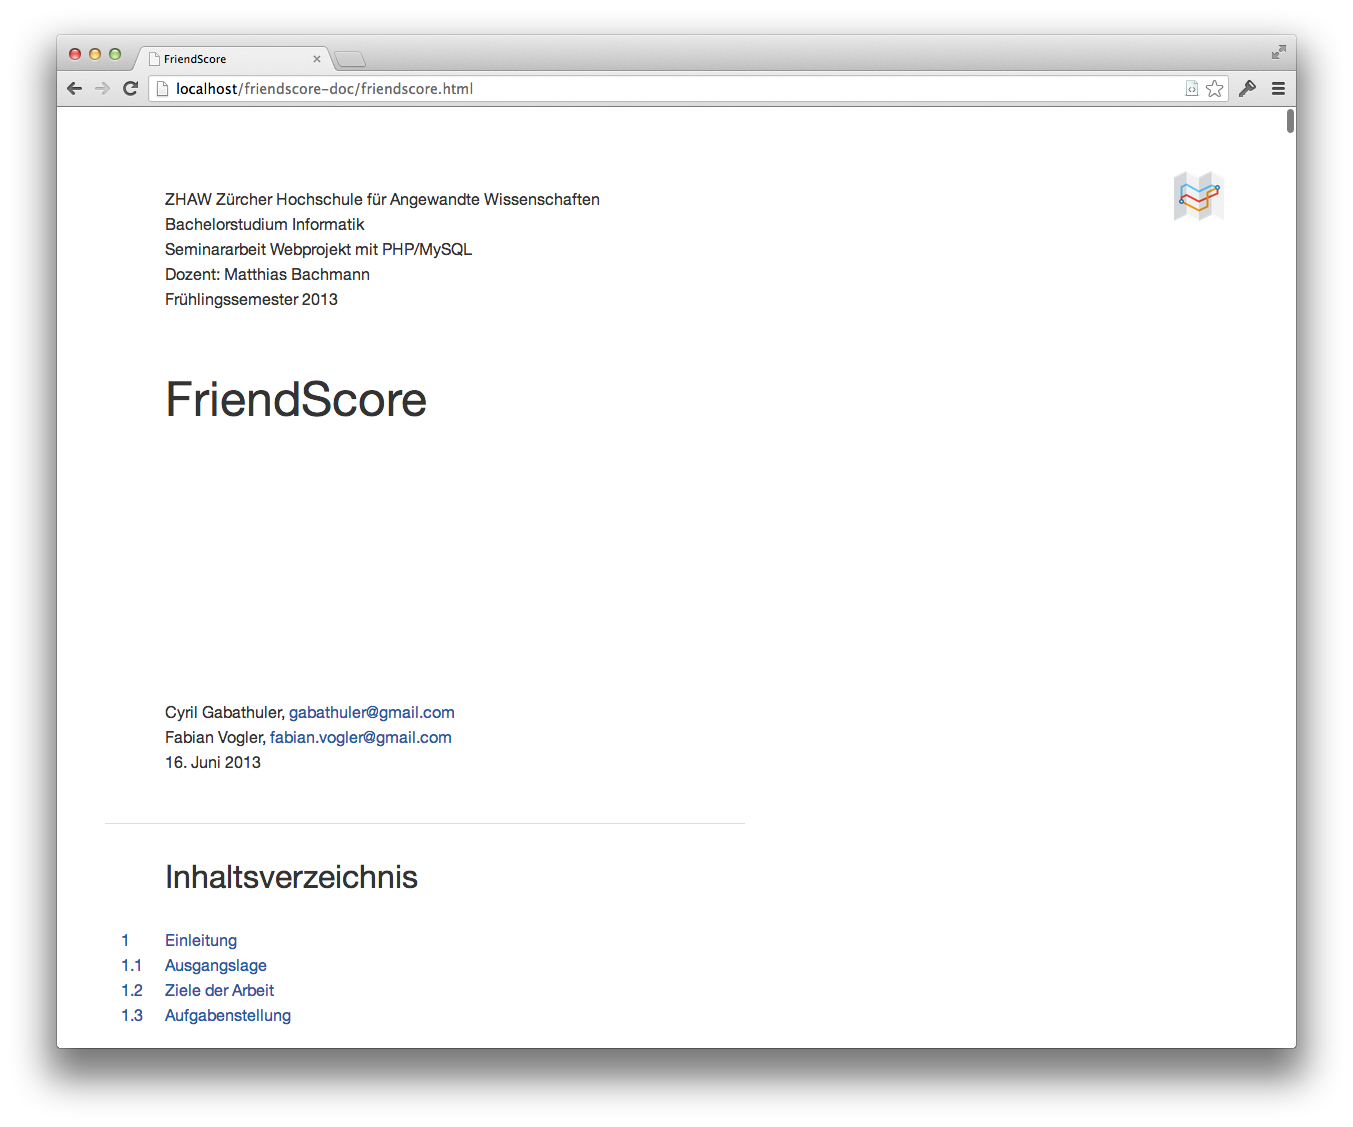 FriendScore
localhost/friendscore-doc/friendscore.html
ZHAW Zürcher Hochschule für Angewandte Wissenschaften
Bachelorstudium Informatik
Seminararbeit Webprojekt mit PHP/MySQL
Dozent: Matthias Bachmann
Frühlingssemester 2013
FriendScore
Cyril Gabathuler, gabathuler@gmail.com
Fabian Vogler, fabian.vogler@gmail.com
16. Juni 2013
Inhaltsverzeichnis
1 Einleitung
1.1 Ausgangslage
1.2 Ziele der Arbeit
1.3 Aufgabenstellung